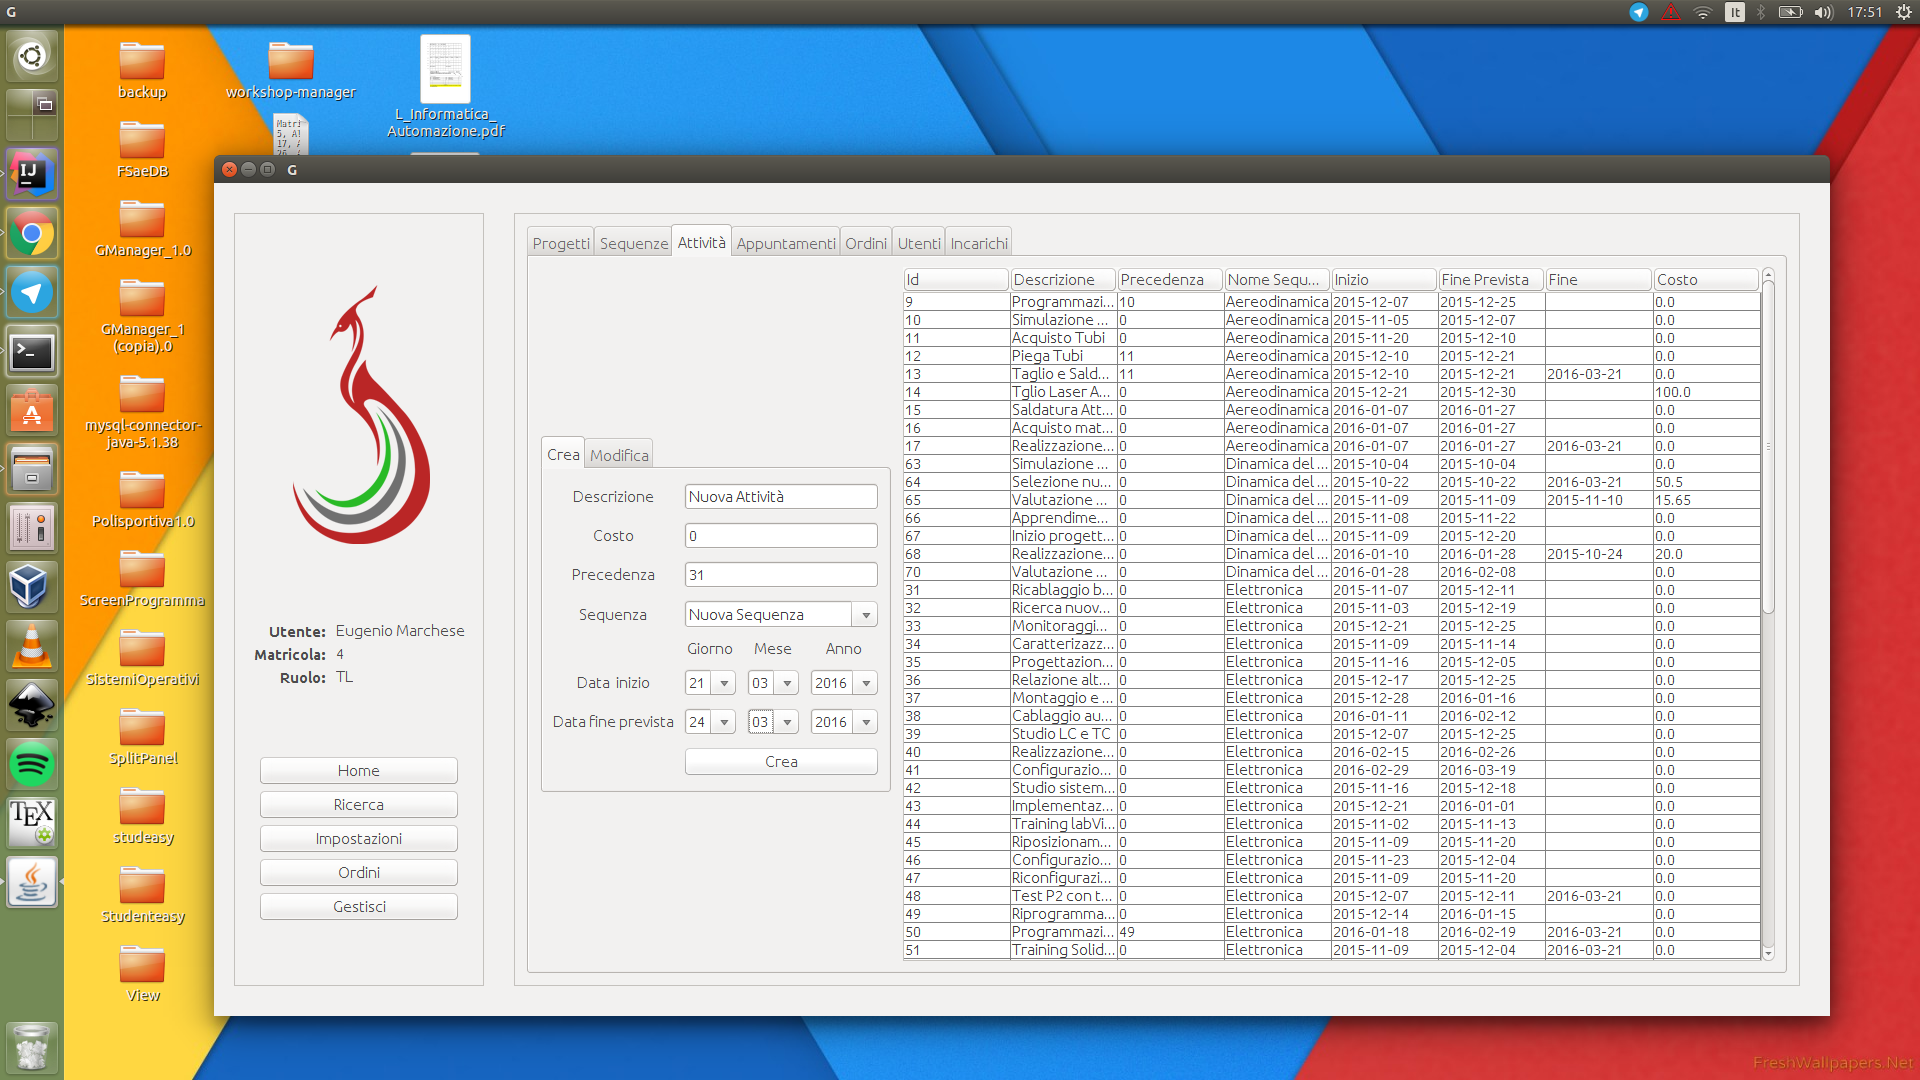 G
It
17:51
backup
workshop-manager
L_Informatica_
Automazione.pdf
Matri
FSaeDB
GManager_1.0
GManager_1
(copia).0
mysql-connector-
java-5.1.38
Polisportiva1.0
ScreenProgramma
SistemiOperativi
SplitPanel
studeasy
Studenteasy
View
G
Utente: Eugenio Marchese
Matricola: 4
Ruolo: TL
Home
Ricerca
Impostazioni
Ordini
Gestisci
Progetti Sequenze Attività Appuntamenti Ordini Utenti Incarichi
Crea Modifica
Descrizione Nuova Attività
Costo 0
Precedenza 31
Sequenza Nuova Sequenza
Giorno Mese Anno
Data inizio 21 03 2016
Data fine prevista 24 03 2016
Crea
Id Descrizione Precedenza Nome Sequ... Inizio Fine Prevista Fine Costo
9 Programmazi... 10 Aereodinamica 2015-12-07 2015-12-25 0.0
10 Simulazione ... 0 Aereodinamica 2015-11-05 2015-12-07 0.0
11 Acquisto Tubi 0 Aereodinamica 2015-11-20 2015-12-10 0.0
12 Piega Tubi 11 Aereodinamica 2015-12-10 2015-12-21 0.0
13 Taglio e Sald... 11 Aereodinamica 2015-12-10 2015-12-21 2016-03-21 0.0
14 Tglio Laser A... 0 Aereodinamica 2015-12-21 2015-12-30 100.0
15 Saldatura Att... 0 Aereodinamica 2016-01-07 2016-01-27 0.0
16 Acquisto mat... 0 Aereodinamica 2016-01-07 2016-01-27 0.0
17 Realizzazione... 0 Aereodinamica 2016-01-07 2016-01-27 2016-03-21 0.0
63 Simulazione ... 0 Dinamica del ... 2015-10-04 2015-10-04 0.0
64 Selezione nu... 0 Dinamica del ... 2015-10-22 2015-10-22 2016-03-21 50.5
65 Valutazione ... 0 Dinamica del ... 2015-11-09 2015-11-09 2015-11-10 15.65
66 Apprendime... 0 Dinamica del ... 2015-11-08 2015-11-22 0.0
67 Inizio progett... 0 Dinamica del ... 2015-11-09 2015-12-20 0.0
68 Realizzazione... 0 Dinamica del ... 2016-01-10 2016-01-28 2015-10-24 20.0
70 Valutazione ... 0 Dinamica del ... 2016-01-28 2016-02-08 0.0
31 Ricablaggio b... 0 Elettronica 2015-11-07 2015-12-11 0.0
32 Ricerca nuov... 0 Elettronica 2015-11-03 2015-12-19 0.0
33 Monitoraggi... 0 Elettronica 2015-12-21 2015-12-25 0.0
34 Caratterizazz... 0 Elettronica 2015-11-09 2015-11-14 0.0
35 Progettazion... 0 Elettronica 2015-11-16 2015-12-05 0.0
36 Relazione alt... 0 Elettronica 2015-12-17 2015-12-25 0.0
37 Montaggio e ... 0 Elettronica 2015-12-28 2016-01-16 0.0
38 Cablaggio au... 0 Elettronica 2016-01-11 2016-02-12 0.0
39 Studio LC e TC 0 Elettronica 2015-12-07 2015-12-25 0.0
40 Realizzazione... 0 Elettronica 2016-02-15 2016-02-26 0.0
41 Configurazio... 0 Elettronica 2016-02-29 2016-03-19 0.0
42 Studio sistem... 0 Elettronica 2015-11-16 2015-12-18 0.0
43 Implementaz... 0 Elettronica 2015-12-21 2016-01-01 0.0
44 Training labVi... 0 Elettronica 2015-11-02 2015-11-13 0.0
45 Riposizionam... 0 Elettronica 2015-11-09 2015-11-20 0.0
46 Configurazio... 0 Elettronica 2015-11-23 2015-12-04 0.0
47 Riconfigurazi... 0 Elettronica 2015-11-09 2015-11-20 0.0
48 Test P2 con t... 0 Elettronica 2015-12-07 2015-12-11 2016-03-21 0.0
49 Riprogramma... 0 Elettronica 2015-12-14 2016-01-15 0.0
50 Programmazi... 49 Elettronica 2016-01-18 2016-02-19 2016-03-21 0.0
51 Training Solid... 0 Elettronica 2015-11-09 2015-12-04 2016-03-21 0.0
IJ
TEX
FreshWallpapers.Net